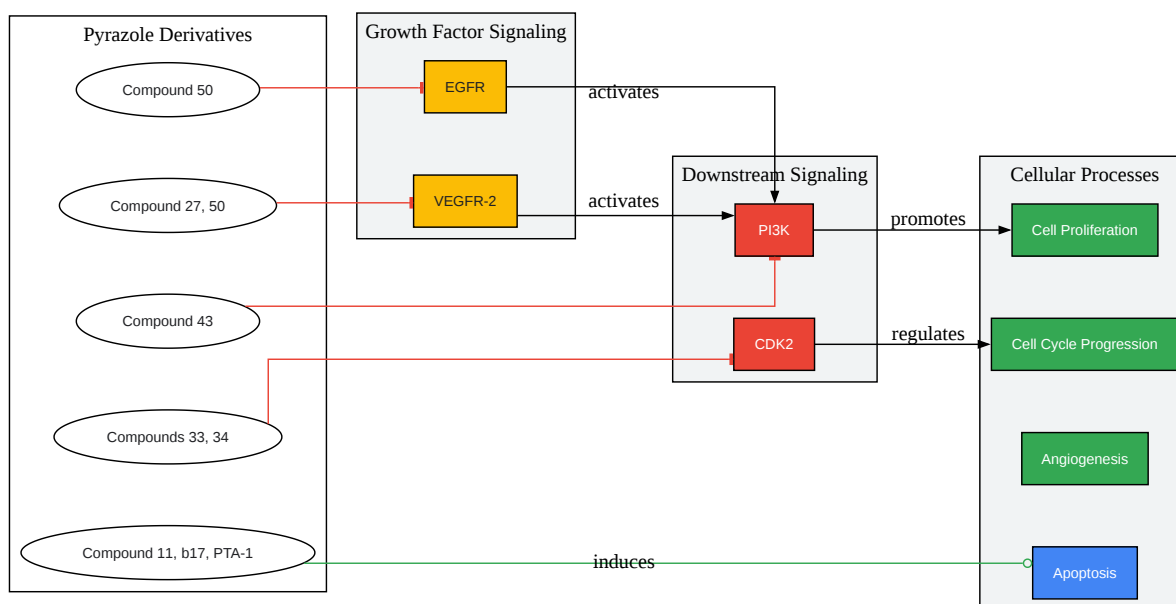 Pyrazole Derivatives
Compound 50
Compound 27, 50
Compound 43
Compounds 33, 34
Compound 11, b17, PTA-1
Growth Factor Signaling
EGFR
VEGFR-2
activates
activates
Downstream Signaling
PI3K
CDK2
promotes
regulates
induces
Cellular Processes
Cell Proliferation
Cell Cycle Progression
Angiogenesis
Apoptosis